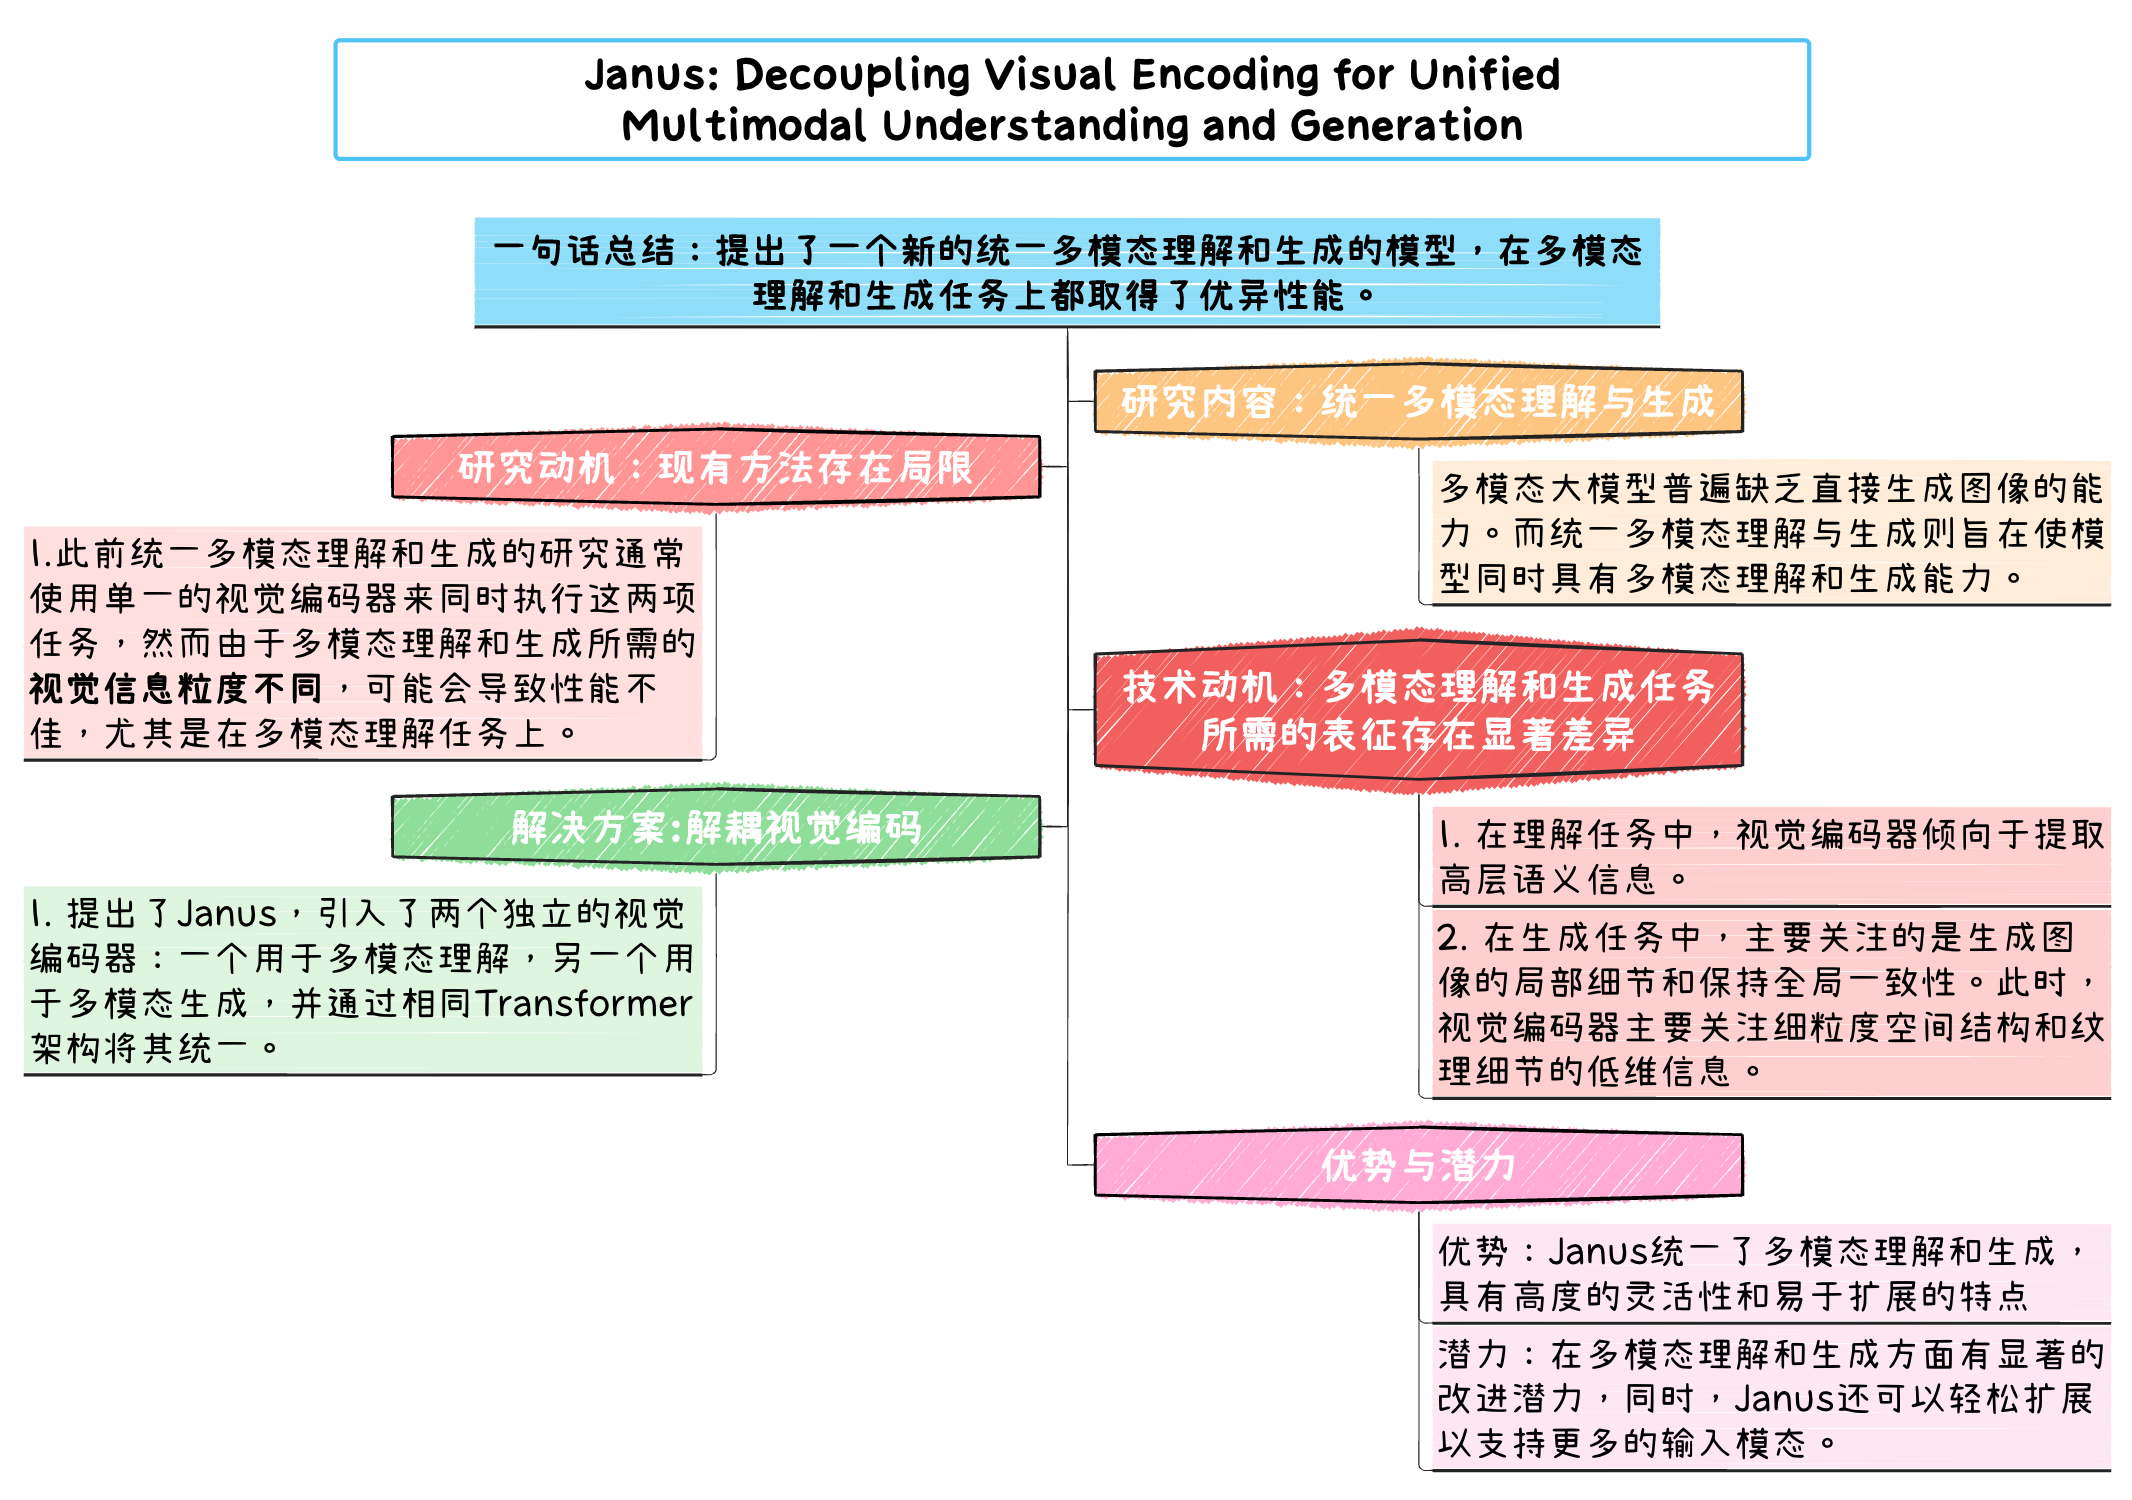 Janus: Decoupling Visual Encoding for Unified
Multimodal Understanding and Generation
一句话总结：提出了一个新的统一多模态理解和生成的模型，在多模态
理解和生成任务上都取得了优异性能。
研究内容：统一多模态理解与生成
多模态大模型普遍缺乏直接生成图像的能
力。而统一多模态理解与生成则旨在使模
型同时具有多模态理解和生成能力。
研究动机：现有方法存在局限
1.此前统一多模态理解和生成的研究通常
使用单一的视觉编码器来同时执行这两项
任务，然而由于多模态理解和生成所需的
视觉信息粒度不同，可能会导致性能不
佳，尤其是在多模态理解任务上。
技术动机：多模态理解和生成任务
所需的表征存在显著差异
1. 在理解任务中，视觉编码器倾向于提取
高层语义信息。
2. 在生成任务中，主要关注的是生成图
像的局部细节和保持全局一致性。此时，
视觉编码器主要关注细粒度空间结构和纹
理细节的低维信息。
解决方案:解耦视觉编码
1. 提出了Janus，引入了两个独立的视觉
编码器：一个用于多模态理解，另一个用
于多模态生成，并通过相同Transformer
架构将其统一。
优势与潜力
优势：Janus统一了多模态理解和生成，
具有高度的灵活性和易于扩展的特点
潜力：在多模态理解和生成方面有显著的
改进潜力，同时，Janus还可以轻松扩展
以支持更多的输入模态。